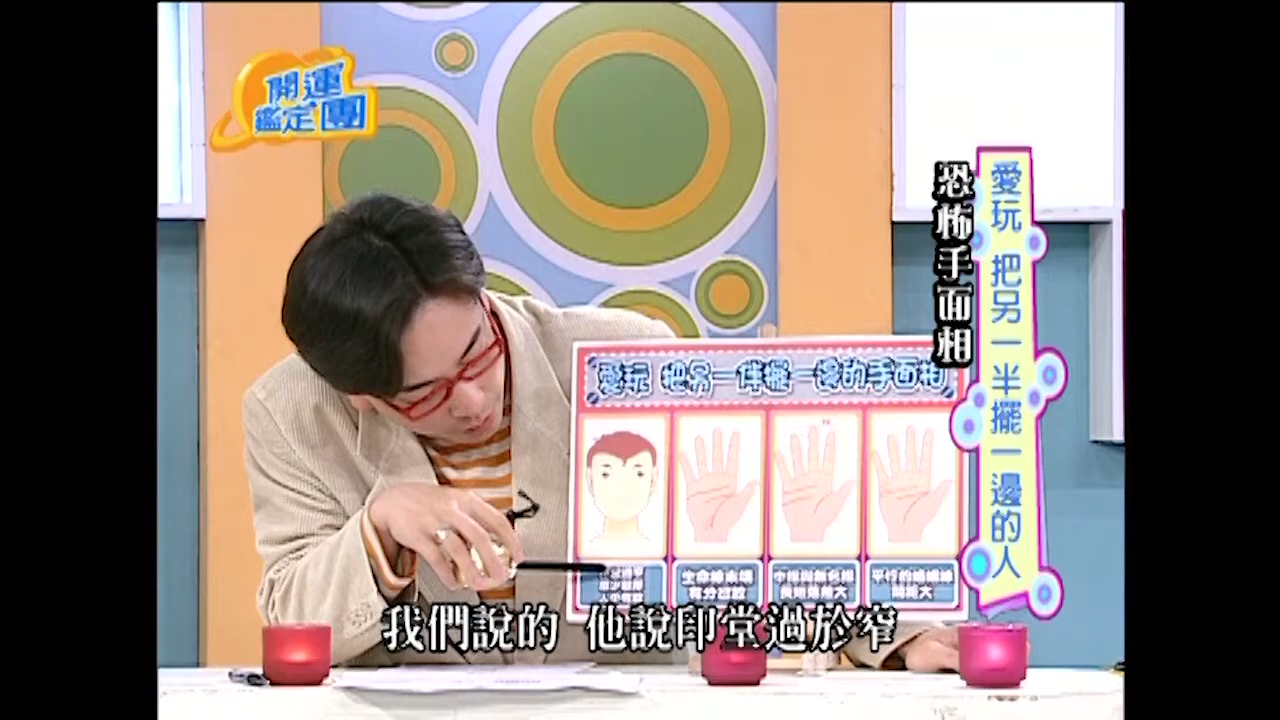 開運
鑑定團
恐怖手面相
愛玩 把另一半擺一邊的人
愛玩 把另一伴擺一邊的手面相
生命線末端
有分岔紋
中指與無名指
長短差距大
平行的婚姻線
間距大
我們說的 他說印堂過於窄